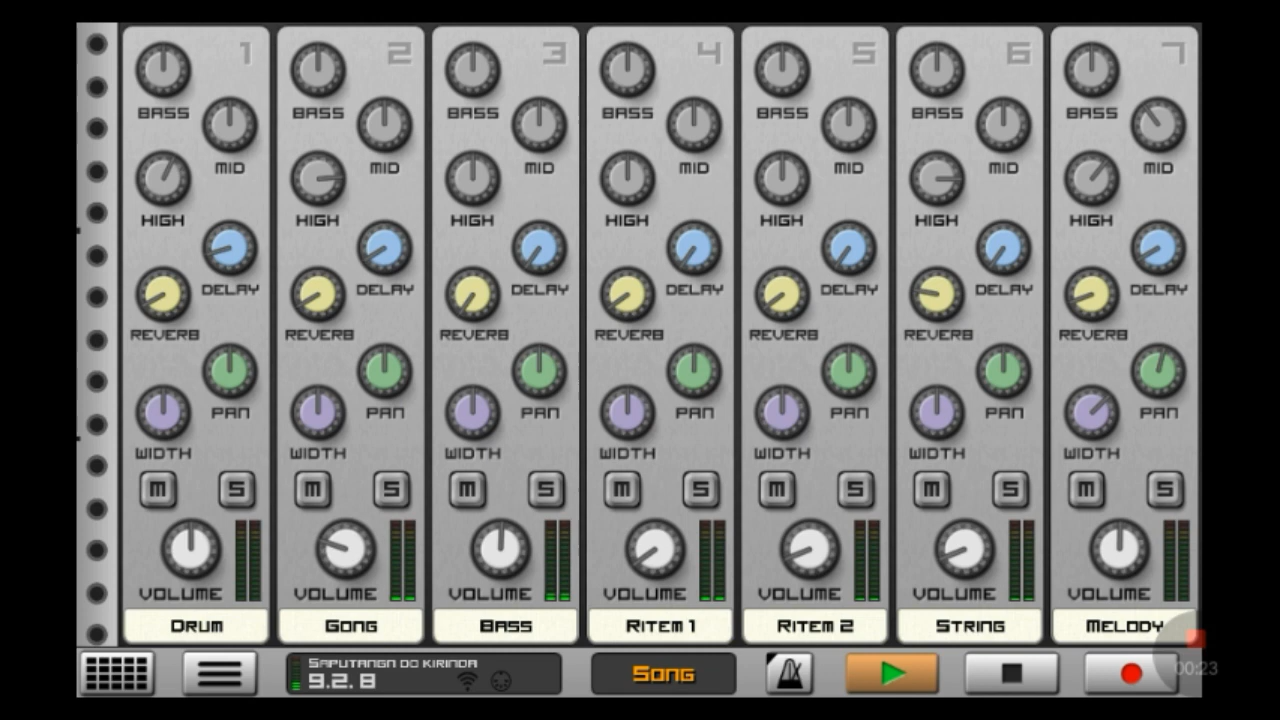 1 2 3 4 5 6 7
BASS BASS BASS BASS BASS BASS BASS
MID MID MID MID MID MID MID
HIGH HIGH HIGH HIGH HIGH HIGH HIGH
DELAY DELAY DELAY DELAY DELAY DELAY DELAY
REVERB REVERB REVERB REVERB REVERB REVERB REVERB
PAN PAN PAN PAN PAN PAN PAN
WIDTH WIDTH WIDTH WIDTH WIDTH WIDTH WIDTH
M S M S M S M S M S M S M S
VOLUME VOLUME VOLUME VOLUME VOLUME VOLUME VOLUME
DRUM GONG BASS RITEM 1 RITEM 2 STRING MELODY
SAPUTANGN DO KIRINDA
9.2.8
SONG
00:23